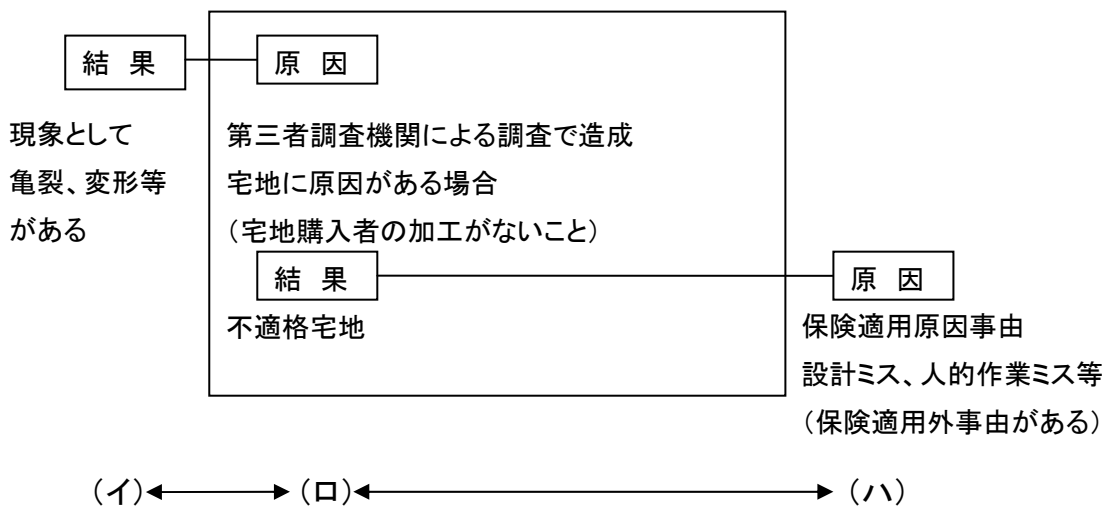 結 果
原 因
現象として
亀裂、変形等
がある
第三者調査機関による調査で造成
宅地に原因がある場合
（宅地購入者の加工がないこと）
結 果
不適格宅地
原 因
保険適用原因事由
設計ミス、人的作業ミス等
（保険適用外事由がある）
（イ） （ロ） （ハ）